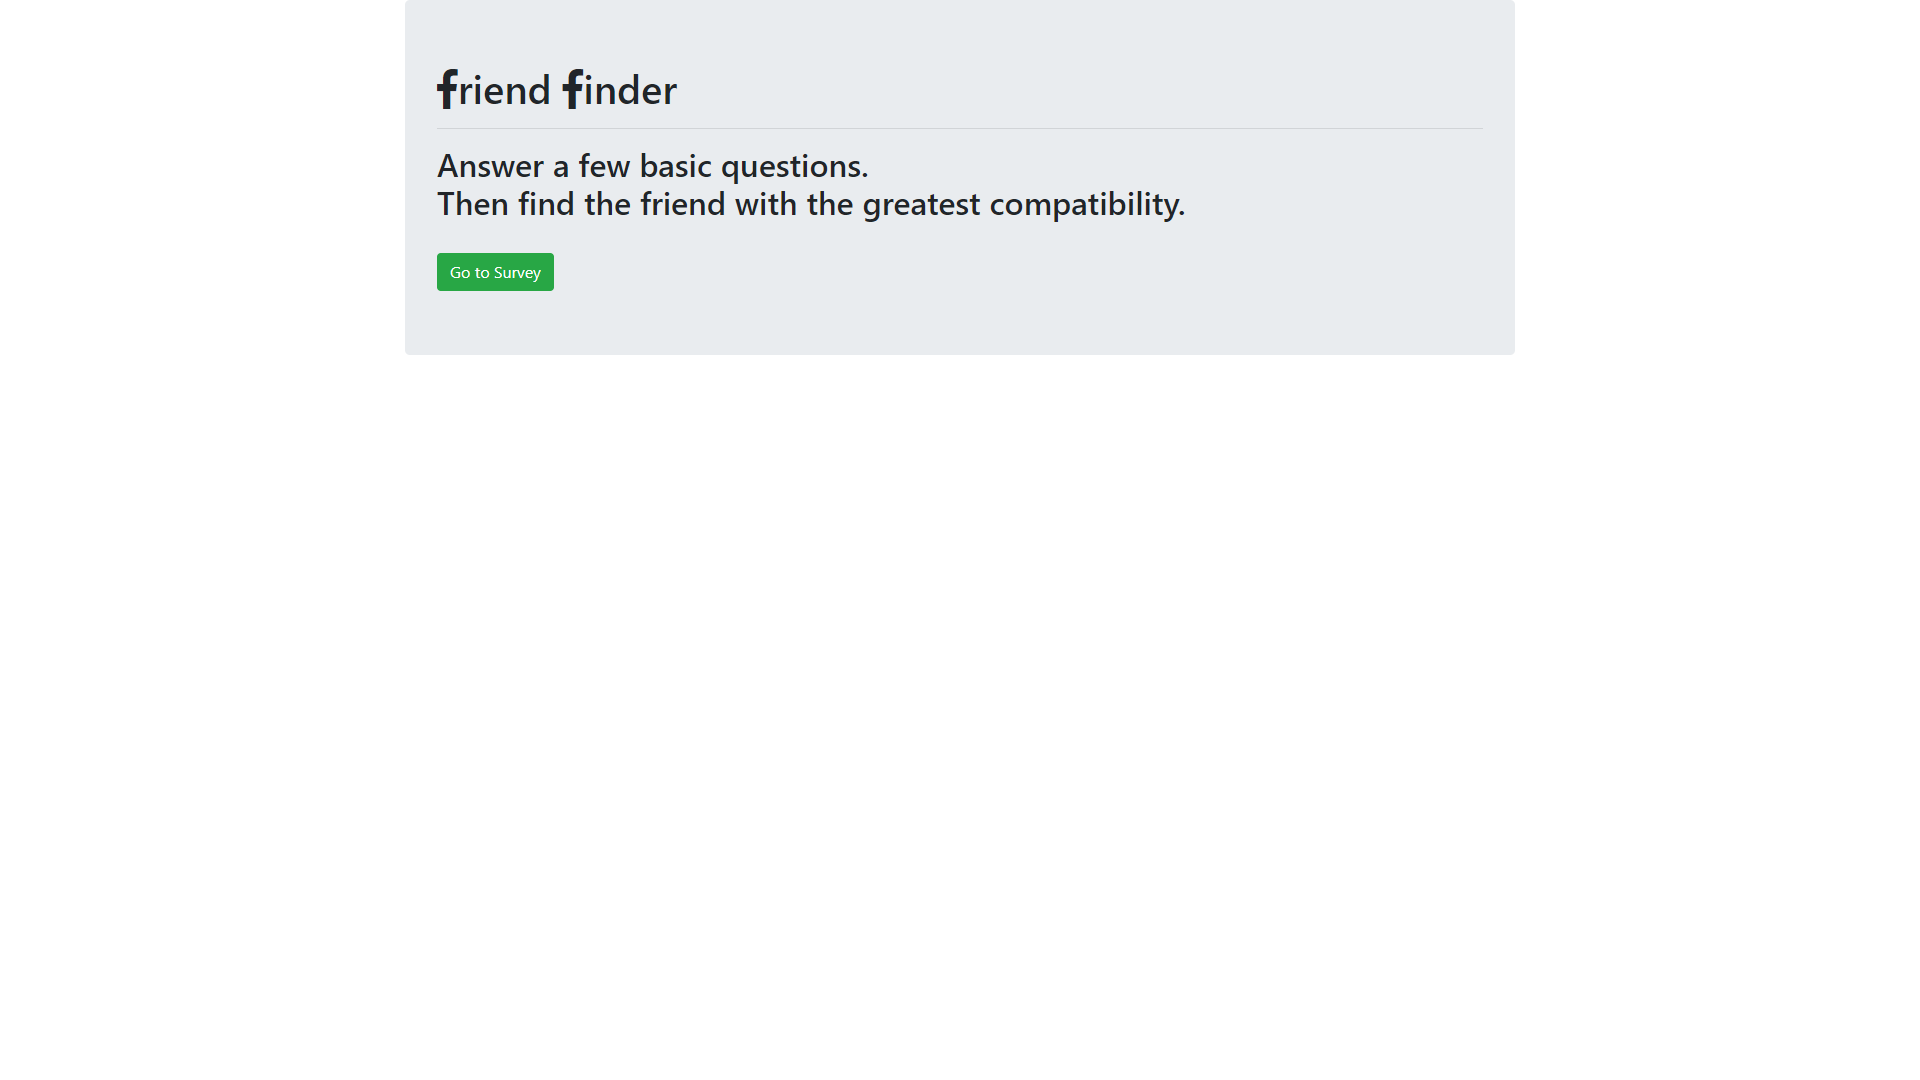 friend finder
Answer a few basic questions.
Then find the friend with the greatest compatibility.
Go to Survey